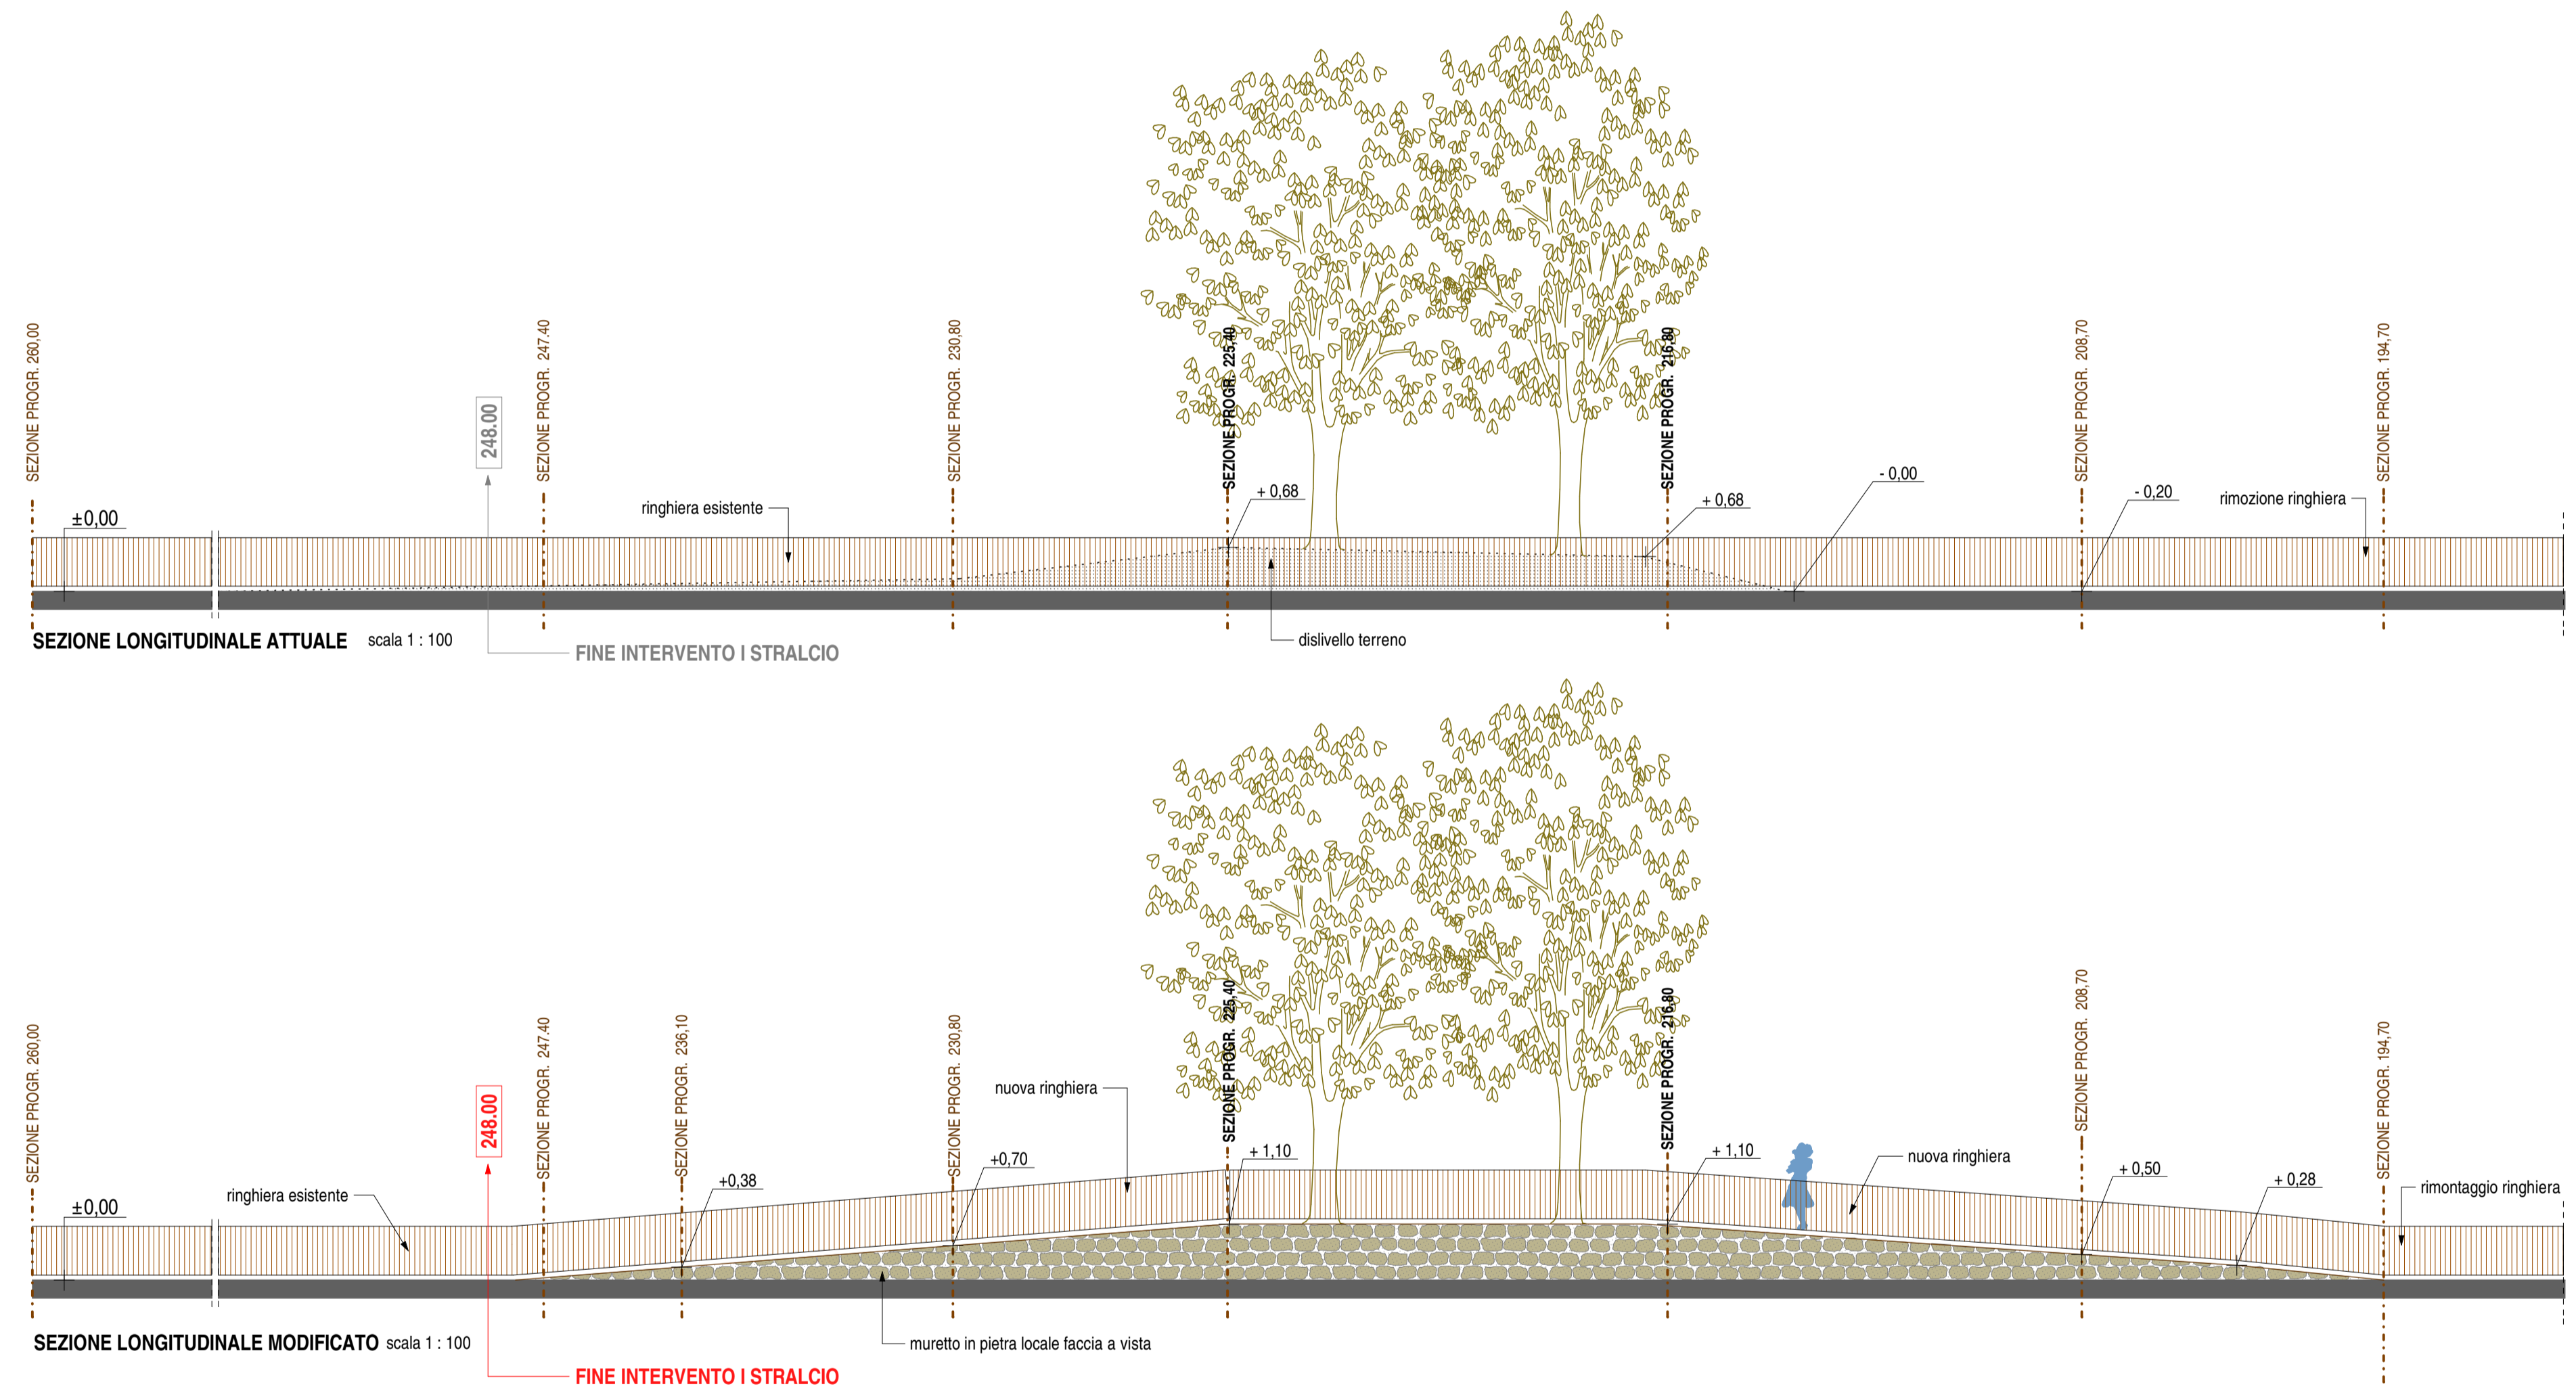 SEZIONE PROGR. 260,00
248.00
SEZIONE PROGR. 247.40
SEZIONE PROGR. 230,80
SEZIONE PROGR. 225,40
SEZIONE PROGR. 216,80
SEZIONE PROGR. 208,70
SEZIONE PROGR. 194,70
±0,00
ringhiera esistente
+ 0,68
+ 0,68
- 0,00
- 0,20
rimozione ringhiera
SEZIONE LONGITUDINALE ATTUALE scala 1 : 100
FINE INTERVENTO I STRALCIO
dislivello terreno
SEZIONE PROGR. 260,00
248.00
SEZIONE PROGR. 247.40
SEZIONE PROGR. 236,10
SEZIONE PROGR. 230,80
SEZIONE PROGR. 225,40
SEZIONE PROGR. 216,80
SEZIONE PROGR. 208,70
SEZIONE PROGR. 194,70
±0,00
ringhiera esistente
+0,38
+0,70
nuova ringhiera
+ 1,10
+ 1,10
nuova ringhiera
+ 0,50
+ 0,28
rimontaggio ringhiera
SEZIONE LONGITUDINALE MODIFICATO scala 1 : 100
muretto in pietra locale faccia a vista
FINE INTERVENTO I STRALCIO